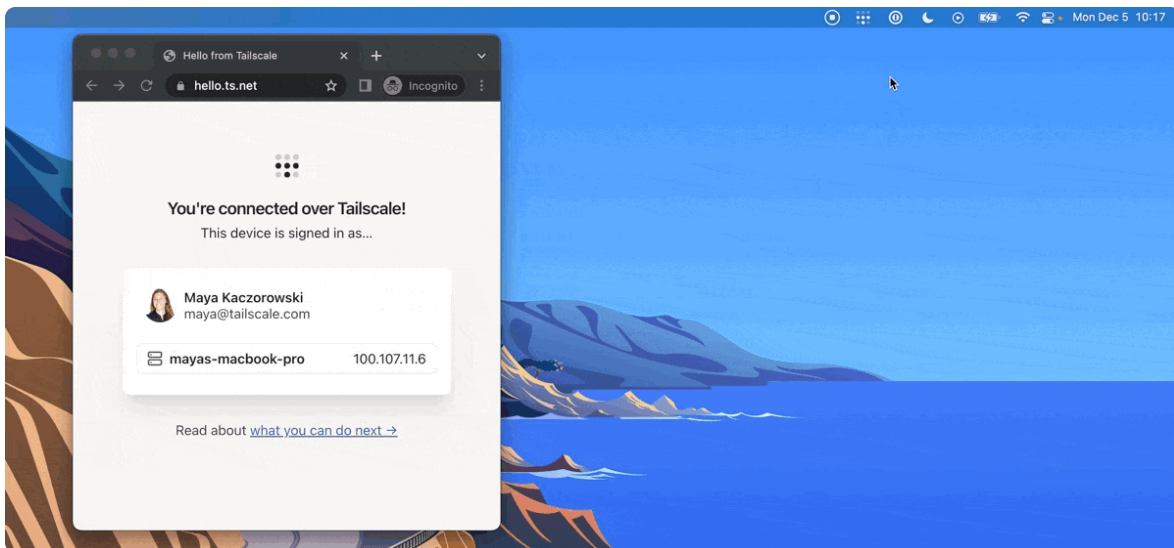 Mon Dec 5 10:17
Hello from Tailscale
hello.ts.net
Incognito
You're connected over Tailscale!
This device is signed in as...
Maya Kaczorowski
maya@tailscale.com
mayas-macbook-pro 100.107.11.6
Read about what you can do next →